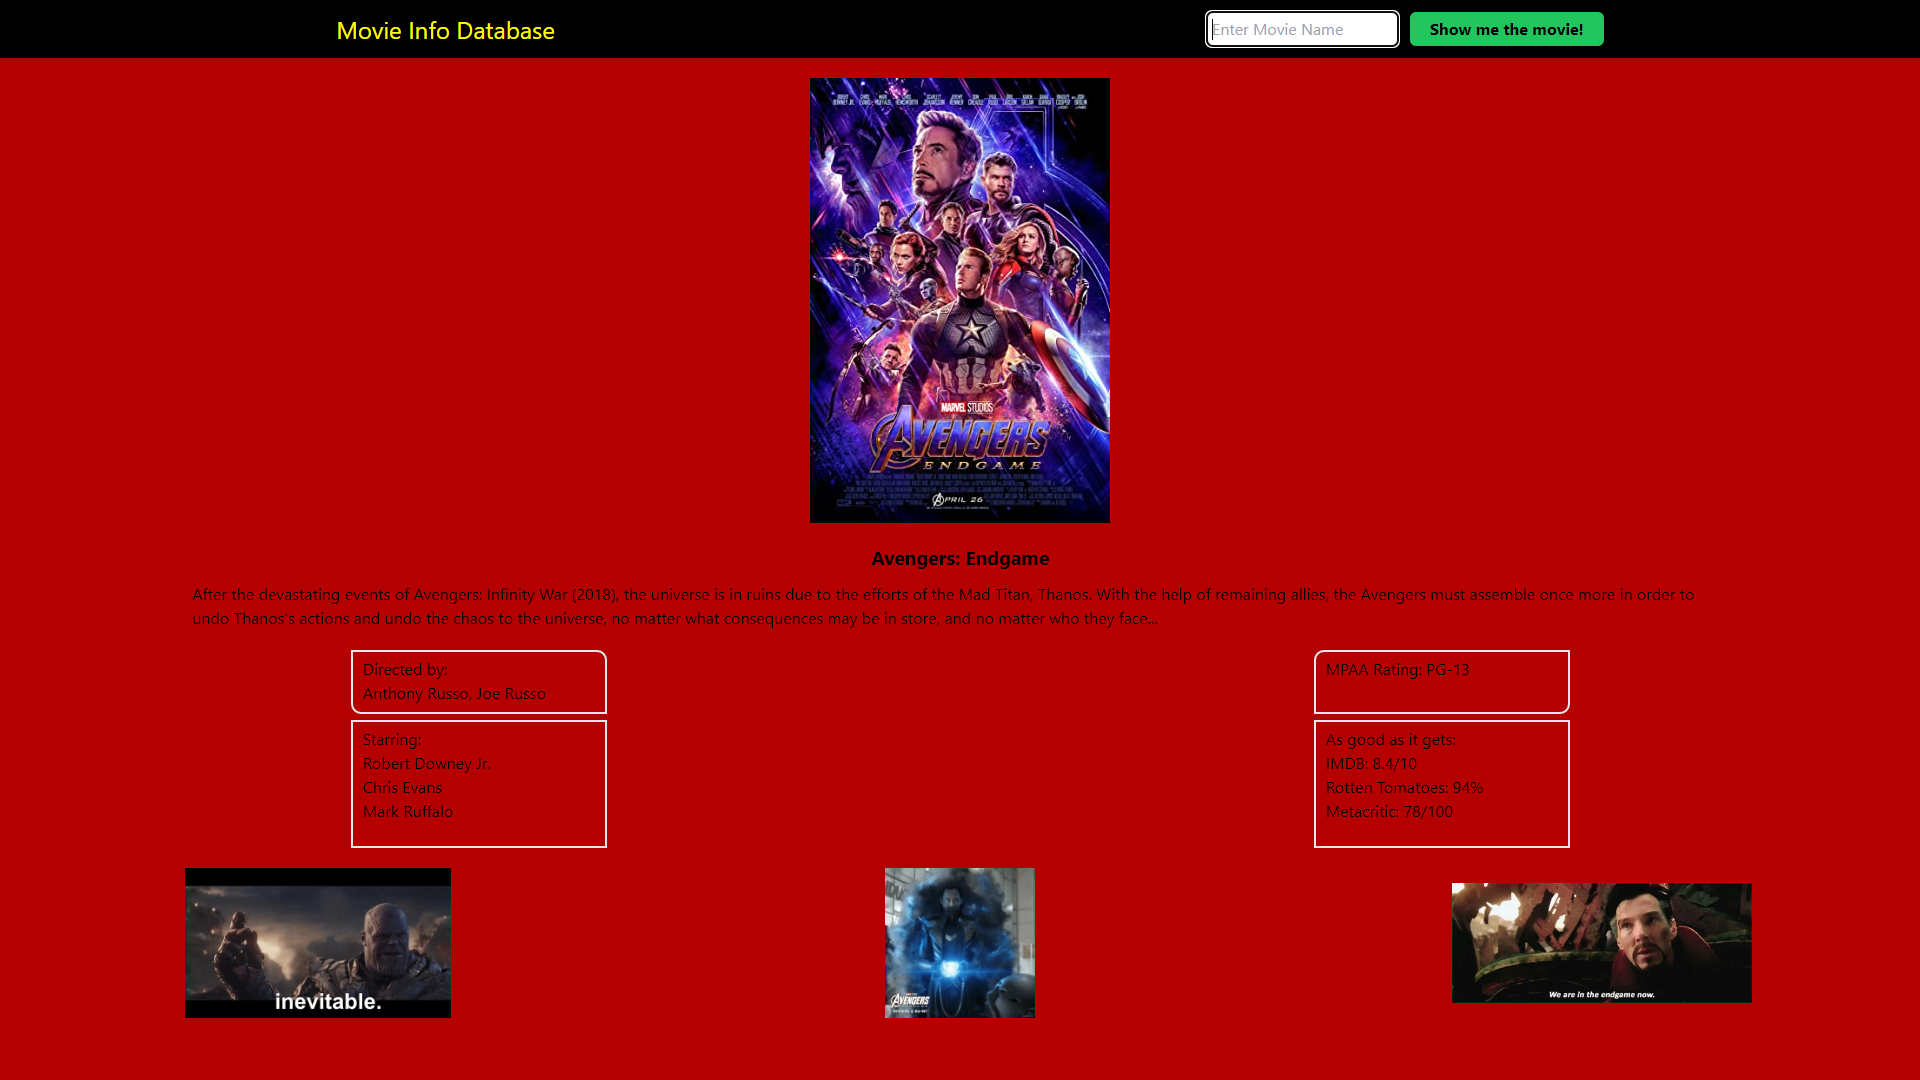 Movie Info Database
Enter Movie Name
Show me the movie!
MARVEL STUDIOS
AVENGERS
ENDGAME
APRIL 26
Avengers: Endgame
After the devastating events of Avengers: Infinity War (2018), the universe is in ruins due to the efforts of the Mad Titan, Thanos. With the help of remaining allies, the Avengers must assemble once more in order to
undo Thanos's actions and undo the chaos to the universe, no matter what consequences may be in store, and no matter who they face...
Directed by:
Anthony Russo, Joe Russo
MPAA Rating: PG-13
Starring:
Robert Downey Jr.
Chris Evans
Mark Ruffalo
As good as it gets:
IMDB: 8.4/10
Rotten Tomatoes: 94%
Metacritic: 78/100
inevitable.
AVENGERS
We are in the endgame now.